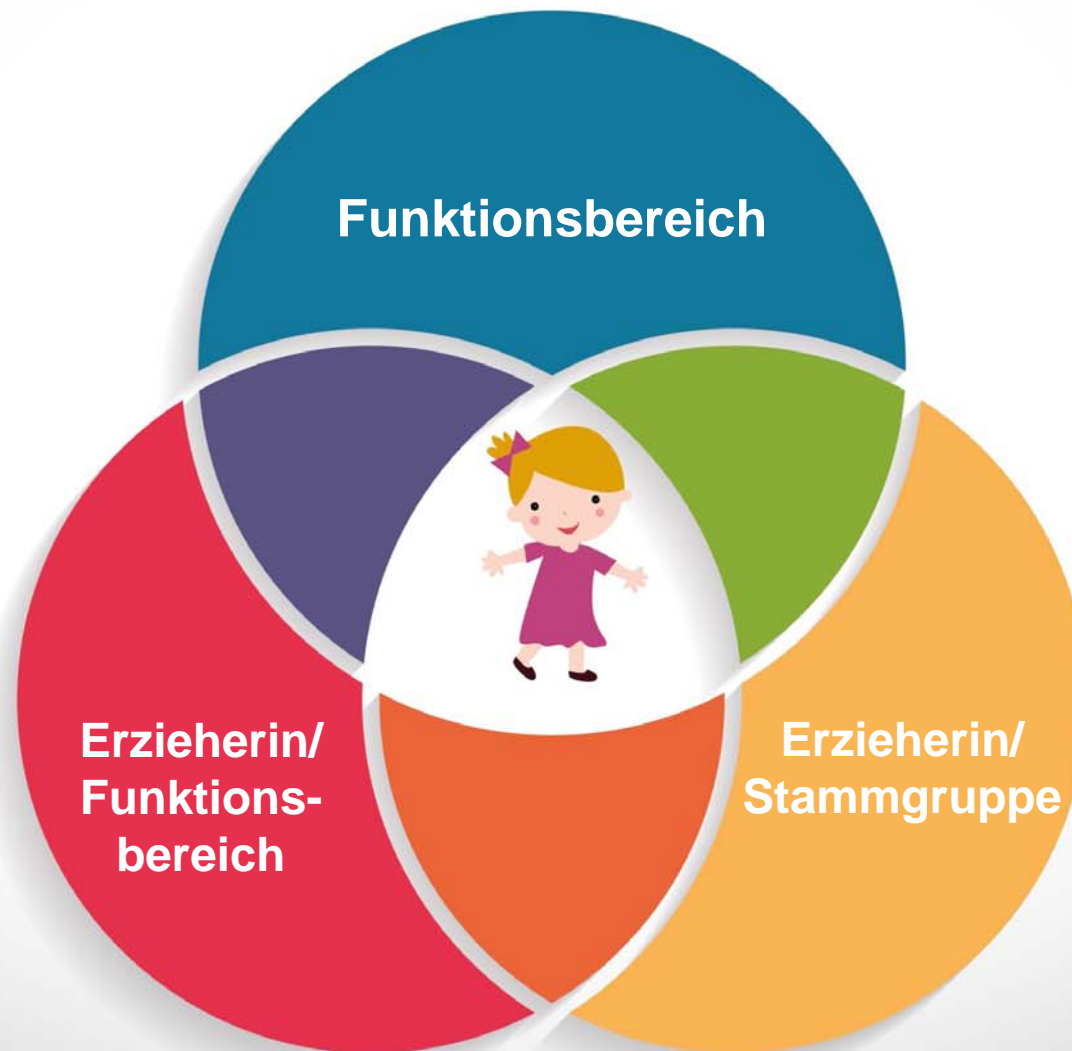 Funktionsbereich
Erzieherin/
Funktions-
bereich
Erzieherin/
Stammgruppe